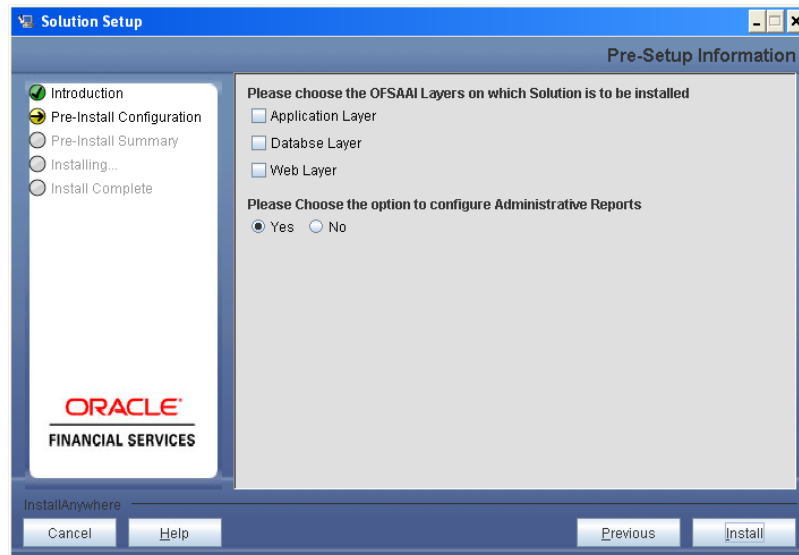 Solution Setup
Pre-Setup Information
Introduction
Pre-Install Configuration
Pre-Install Summary
Installing...
Install Complete
ORACLE
FINANCIAL SERVICES
Please choose the OFSAAI Layers on which Solution is to be installed
Application Layer
Databse Layer
Web Layer
Please Choose the option to configure Administrative Reports
Yes No
InstallAnywhere
Cancel Help Previous Install